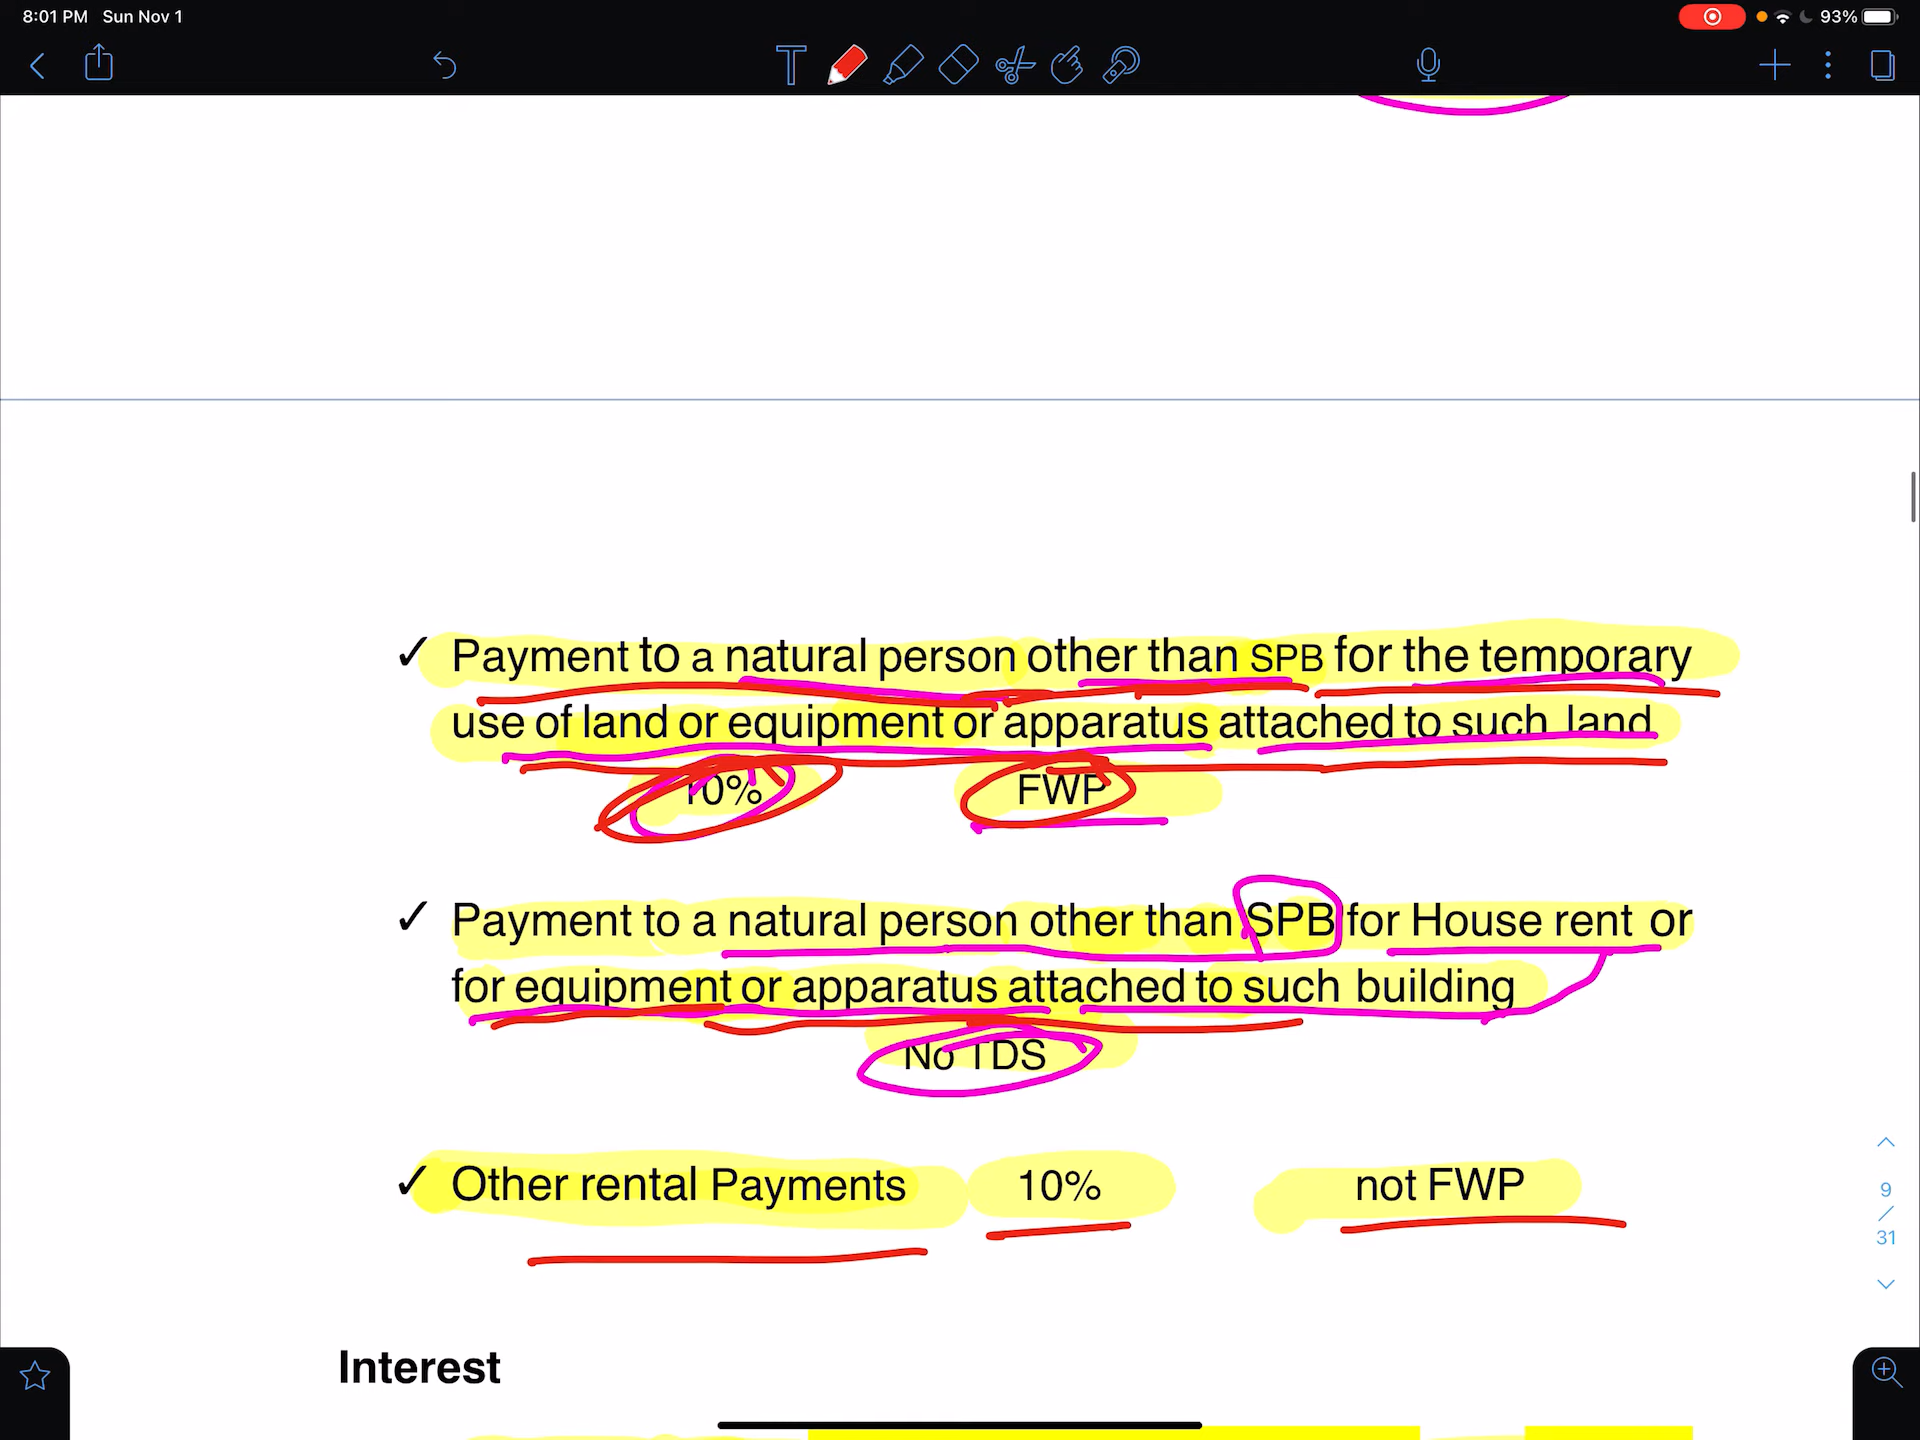 8:01 PM Sun Nov 1
93%
✓ Payment to a natural person other than SPB for the temporary
use of land or equipment or apparatus attached to such land
10% FWP
✓ Payment to a natural person other than SPB for House rent or
for equipment or apparatus attached to such building
No TDS
✓ Other rental Payments 10% not FWP
9
/
31
Interest